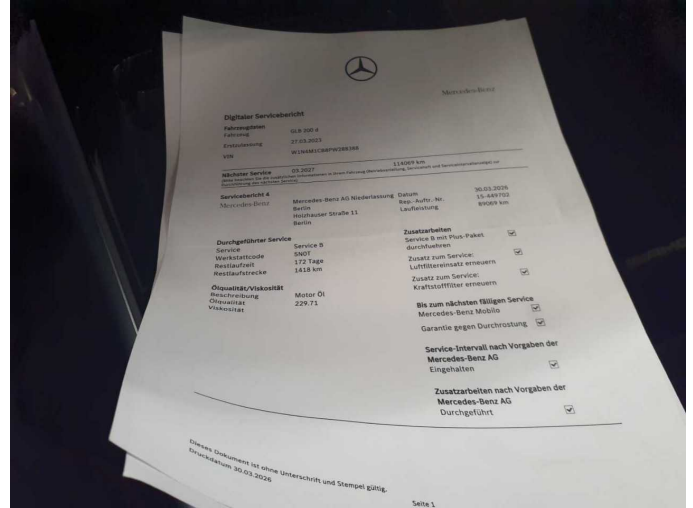 Mercedes-Benz
Digitaler Servicebericht
Fahrzeugdaten
Fahrzeug GLB 200 d
Erstzulassung 17.03.2023
VIN
Nächster Service 03.2027 114069 km
Servicebericht 4
Mercedes-Benz Mercedes-Benz AG Niederlassung Berlin Holzhauser Straße 11 Berlin
Datum 30.03.2026
Rep.-Auftr. Nr. 15-449702
Laufleistung 89069 km
Durchgeführter Service
Service Service B
Werkstattcode SN0T
Restlaufzeit 172 Tage
Restlaufstrecke 1418 km
Ölqualität/Viskosität
Beschreibung Motor Öl
Ölqualität 229.71
Viskosität
Zusatzarbeiten
Service B mit Plus-Paket
durchfuehren
Zusatz zum Service:
Luftfiltereinsatz erneuern
Zusatz zum Service:
Kraftstofffilter erneuern
Bis zum nächsten fälligen Service
Mercedes-Benz Mobilo
Garantie gegen Durchrostung
Service-Intervall nach Vorgaben der
Mercedes-Benz AG
Eingehalten
Zusatzarbeiten nach Vorgaben der
Mercedes-Benz AG
Durchgeführt
Dieses Dokument ist ohne Unterschrift und Stempel gültig.
Druckdatum 30.03.2026
Seite 1